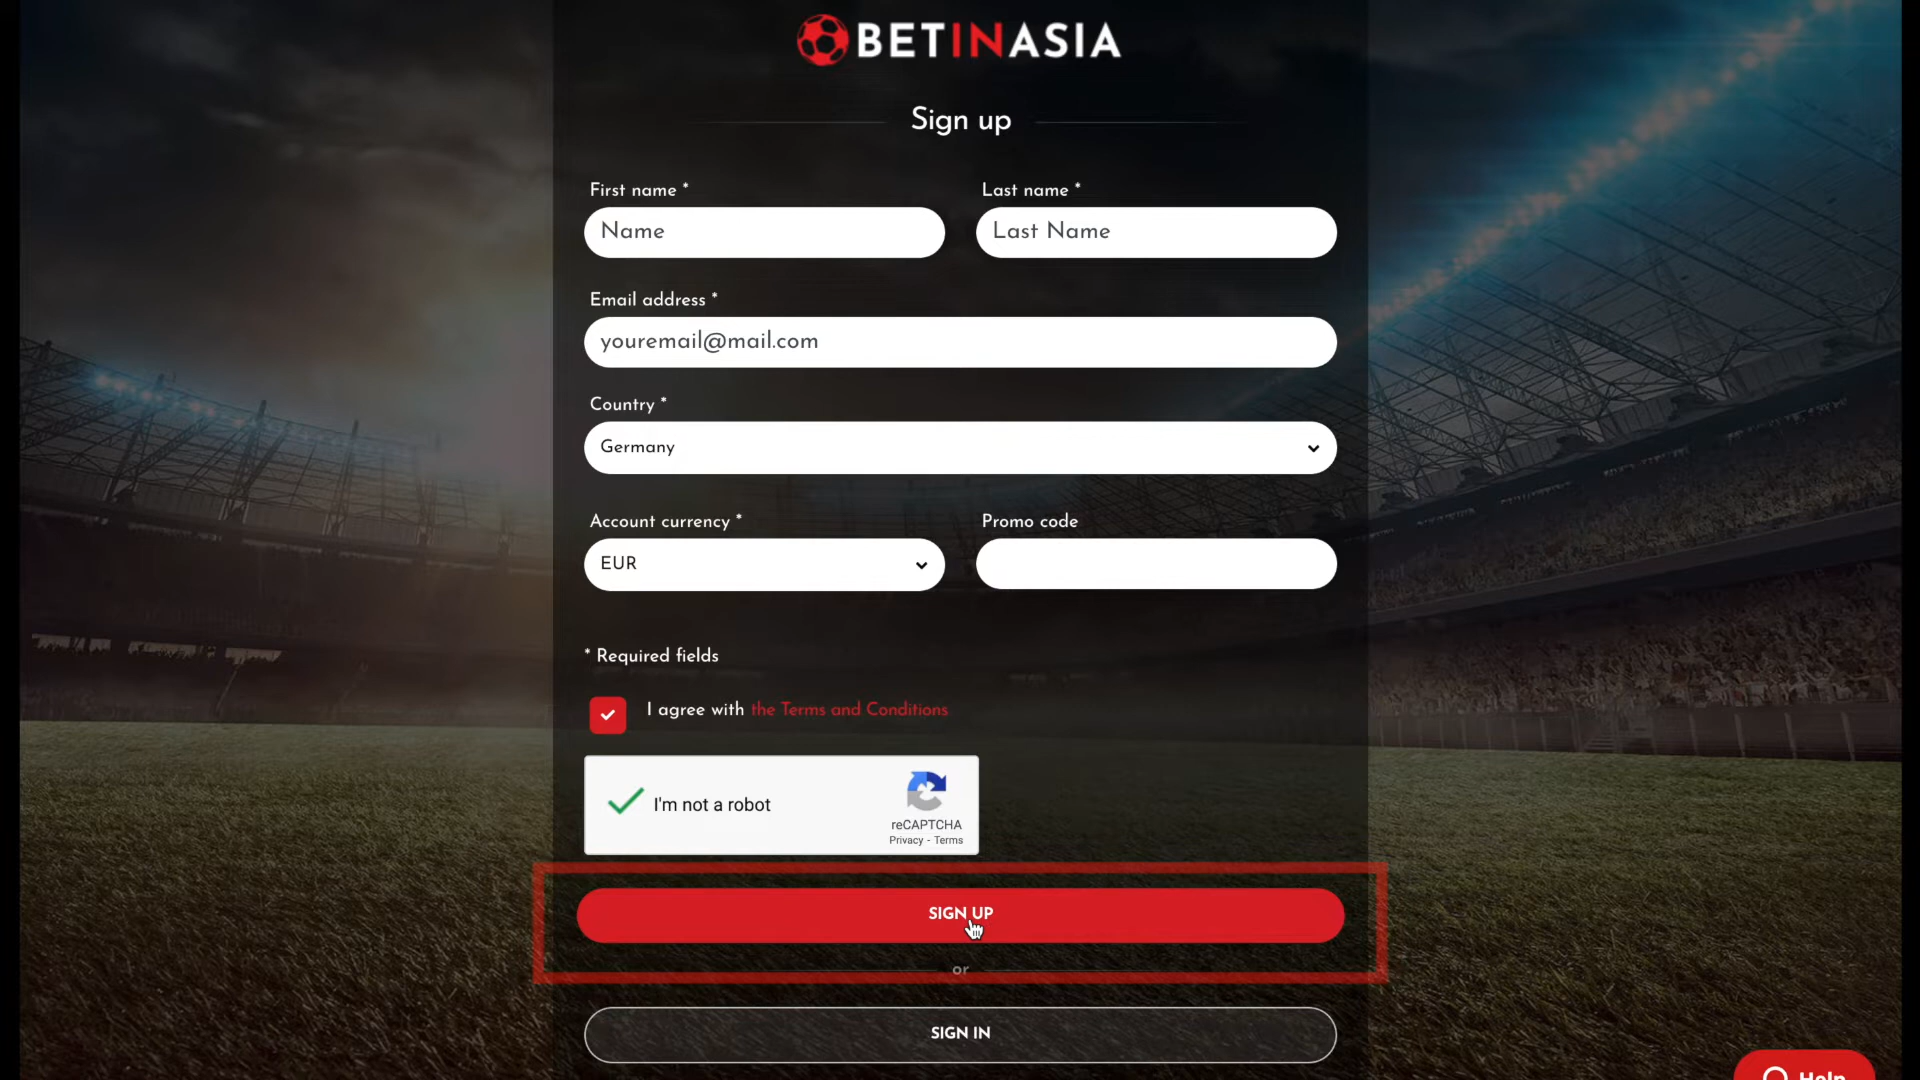 BETINASIA
Sign up
First name *
Last name *
Name
Last Name
Email address *
youremail@mail.com
Country *
Germany
Account currency *
Promo code
EUR
* Required fields
I agree with the Terms and Conditions
I'm not a robot
reCAPTCHA
Privacy - Terms
SIGN UP
or
SIGN IN
Help